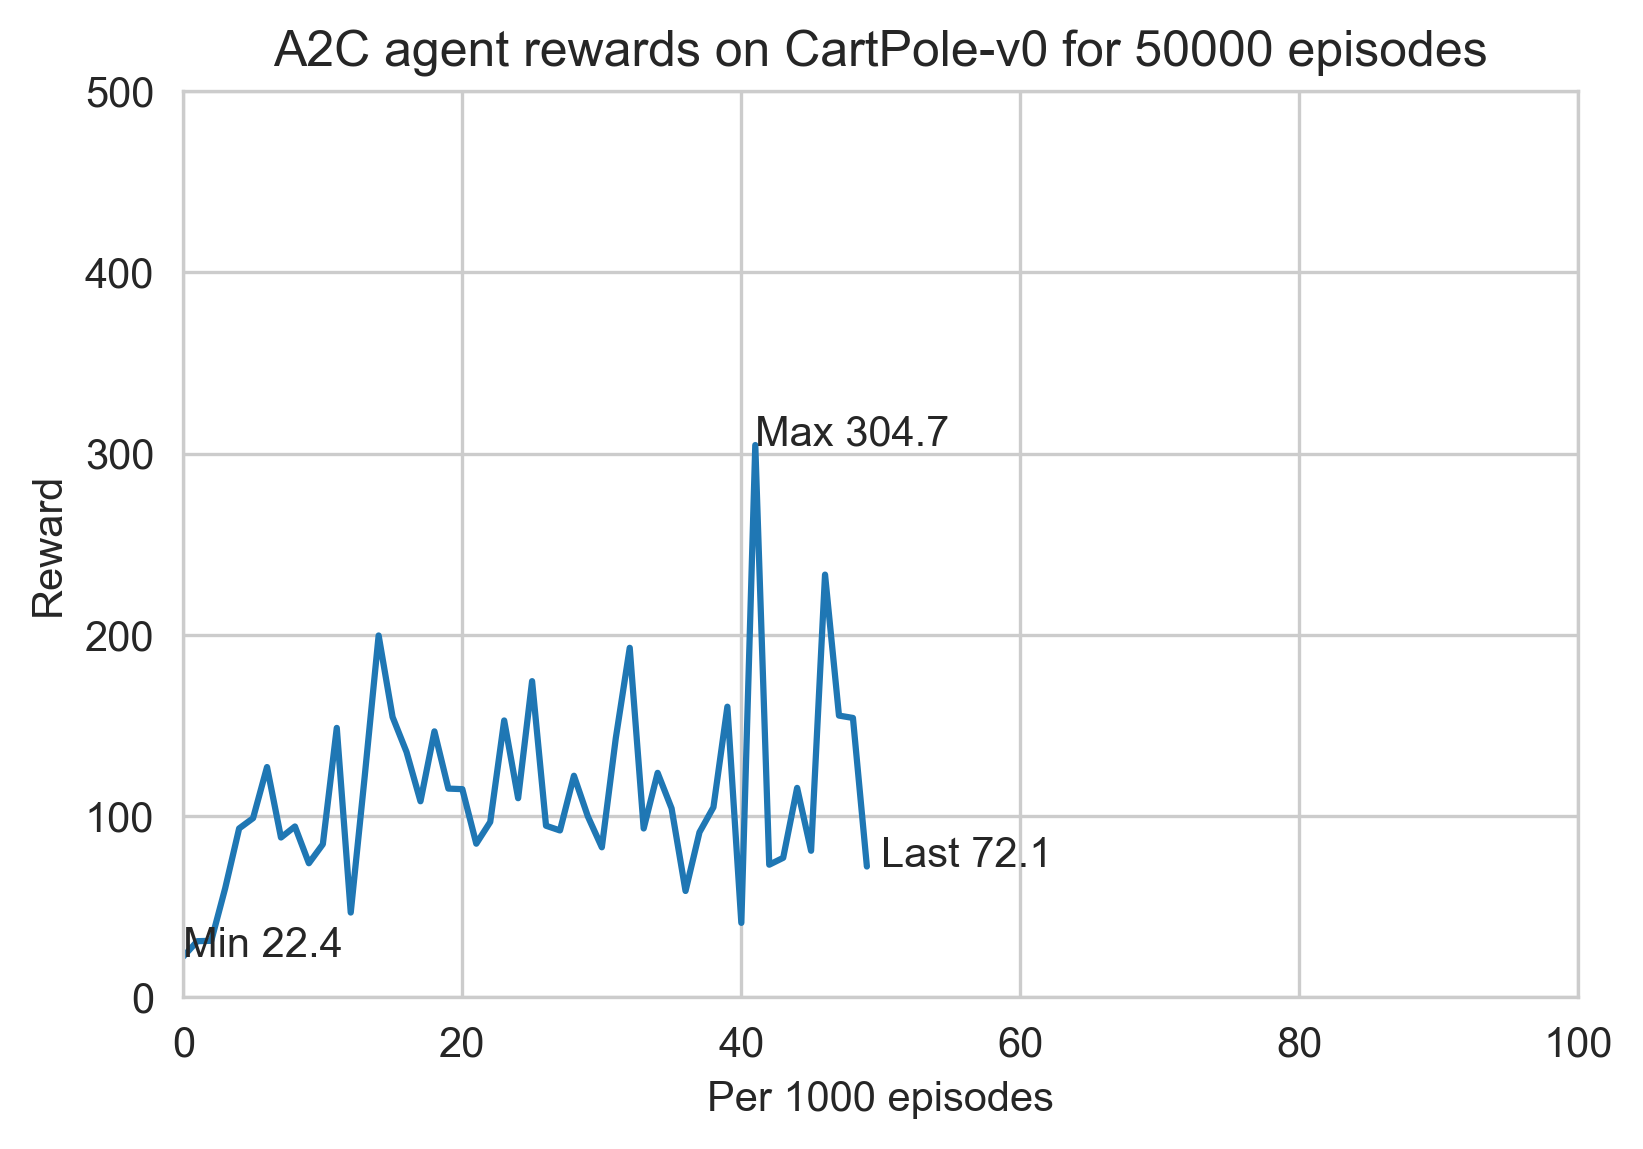 A2C agent rewards on CartPole-v0 for 50000 episodes
500
400
300
200
100
0
Reward
Max 304.7
Last 72.1
Min 22.4
0 20 40 60 80 100
Per 1000 episodes